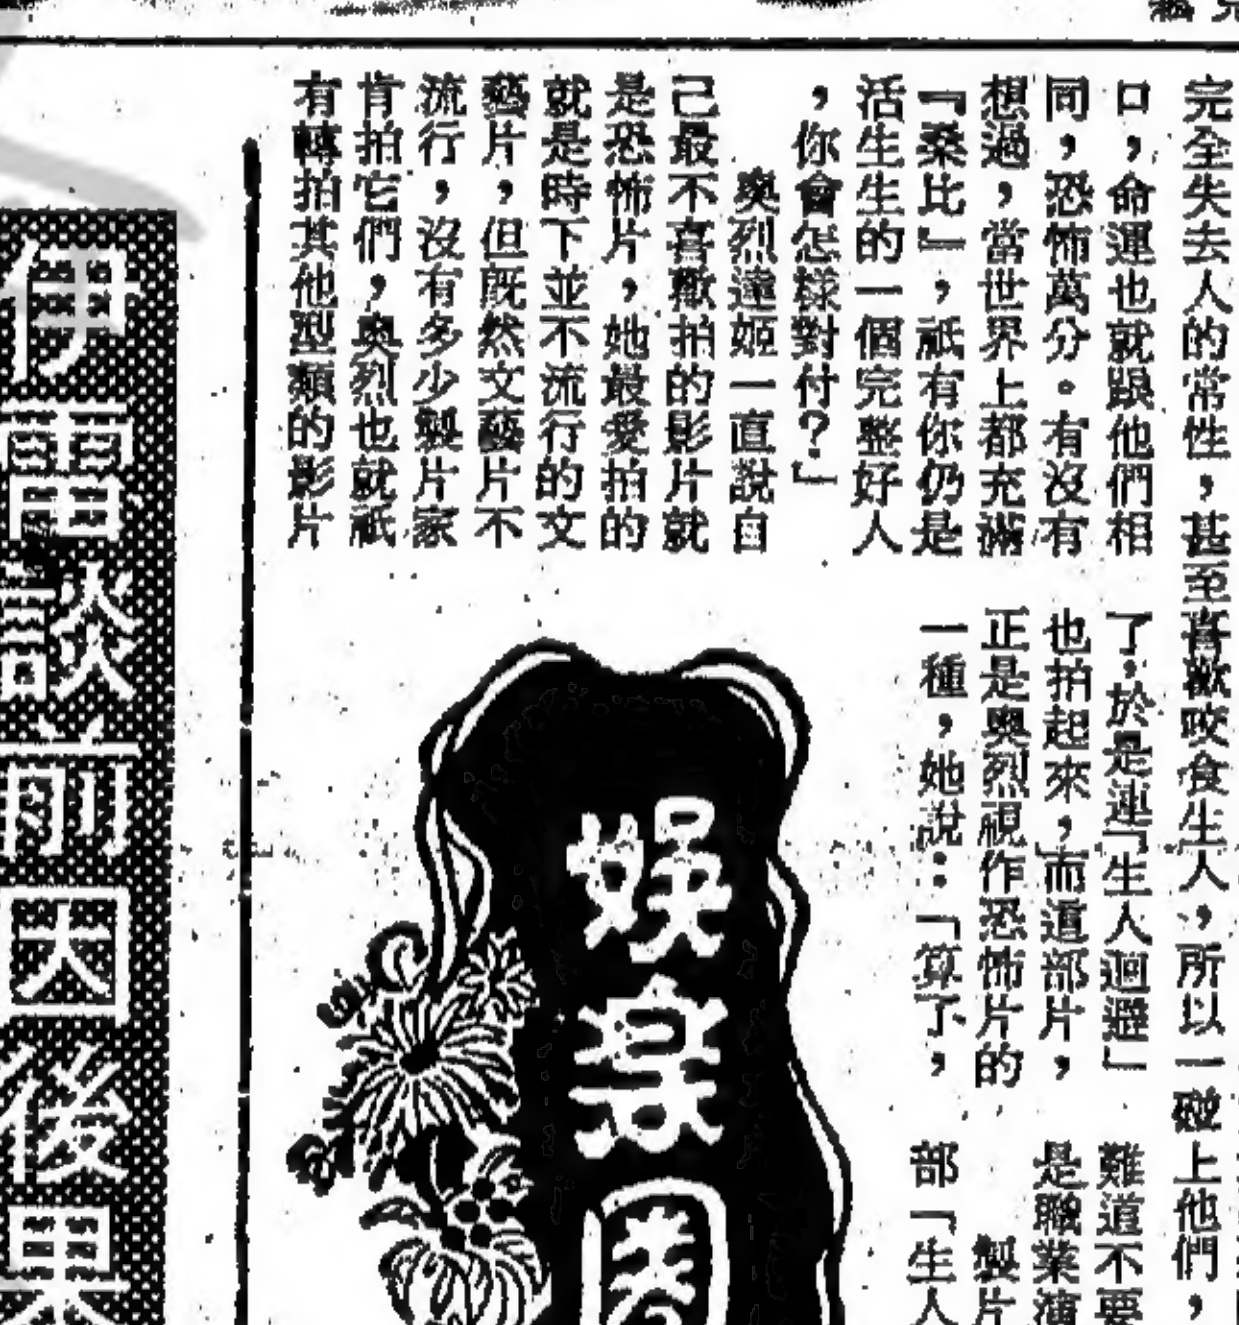 完全失去人的常性，甚至喜歡咬食生人，所以一碰上他們，
口，命運也就跟他們相
同，恐怖萬分。有沒有
想過，當世界上都充滿
『桑比』，祇有你仍是
活生生的一個完整好人
，你會怎樣對付？」
奧烈達姬一直說自
己最不喜歡拍的影片就
是恐怖片，她最愛拍的
就是時下並不流行的文
藝片，但既然文藝片不
流行，沒有多少製片家
肯拍它們，奧烈也就祇
有轉拍其他型類的影片
了，於是連「生人迴避」
也拍起來，而這部片，
正是奧烈視作恐怖片的
一種，她說：「算了，
難道不要
是職業演
製片
部「生人
娛樂圈
伊雷談前因後果